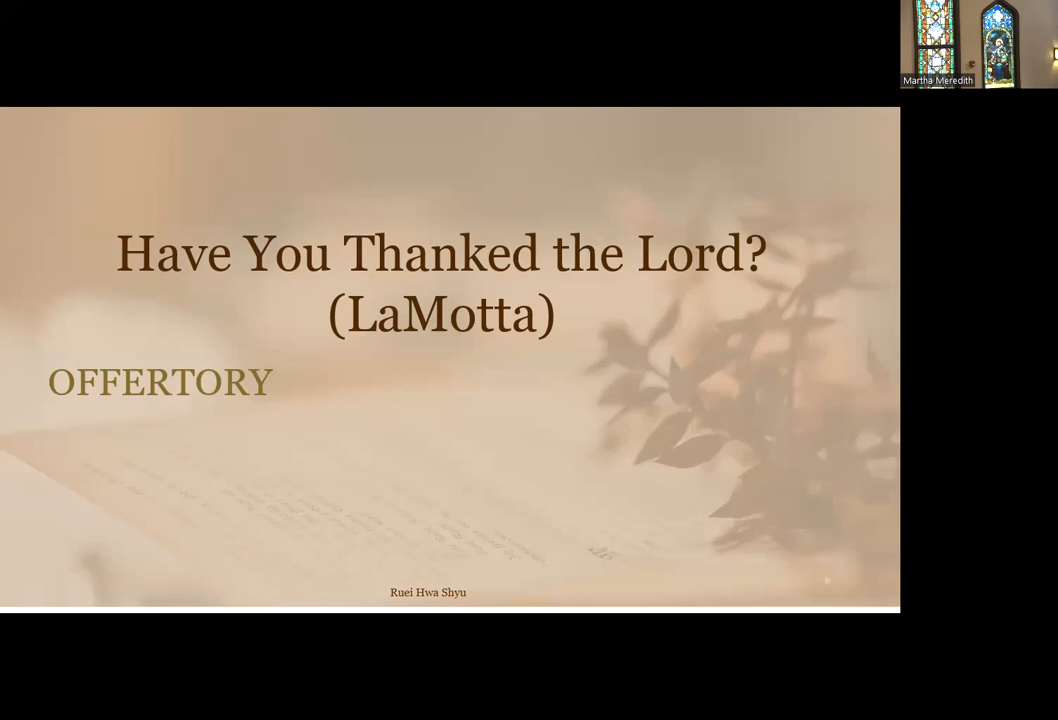 Martha Meredith
Have You Thanked the Lord?
(LaMotta)
OFFERTORY
Ruei Hwa Shyu